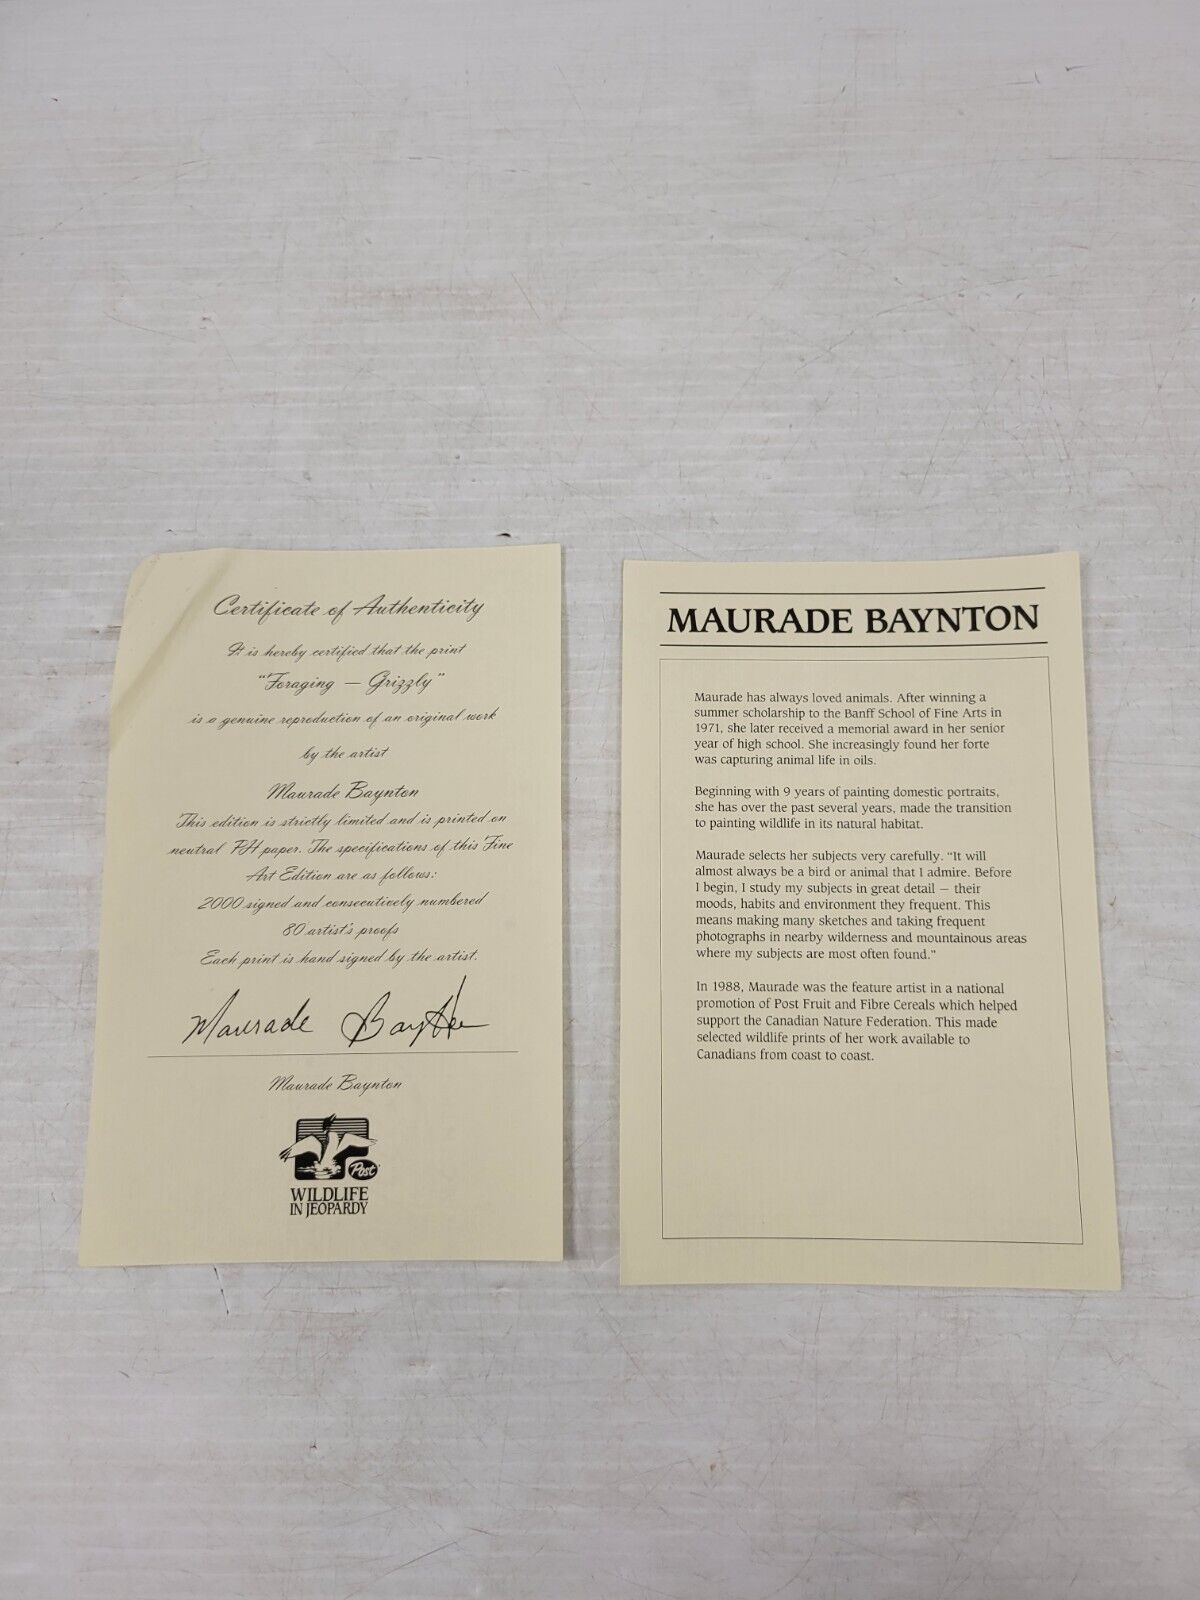 Certificate of Authenticity
It is hereby certified that the print
"Foraging — Grizzly"
is a genuine reproduction of an original work
by the artist
Maurade Baynton
This edition is strictly limited and is printed on
neutral PH paper. The specifications of this Fine
Art Edition are as follows:
2000 signed and consecutively numbered
80 artist's proofs
Each print is hand signed by the artist.
Maurade Baynton
Maurade Baynton
Post
WILDLIFE
IN JEOPARDY
MAURADE BAYNTON
Maurade has always loved animals. After winning a
summer scholarship to the Banff School of Fine Arts in
1971, she later received a memorial award in her senior
year of high school. She increasingly found her forte
was capturing animal life in oils.
Beginning with 9 years of painting domestic portraits,
she has over the past several years, made the transition
to painting wildlife in its natural habitat.
Maurade selects her subjects very carefully. "It will
almost always be a bird or animal that I admire. Before
I begin, I study my subjects in great detail — their
moods, habits and environment they frequent. This
means making many sketches and taking frequent
photographs in nearby wilderness and mountainous areas
where my subjects are most often found."
In 1988, Maurade was the feature artist in a national
promotion of Post Fruit and Fibre Cereals which helped
support the Canadian Nature Federation. This made
selected wildlife prints of her work available to
Canadians from coast to coast.